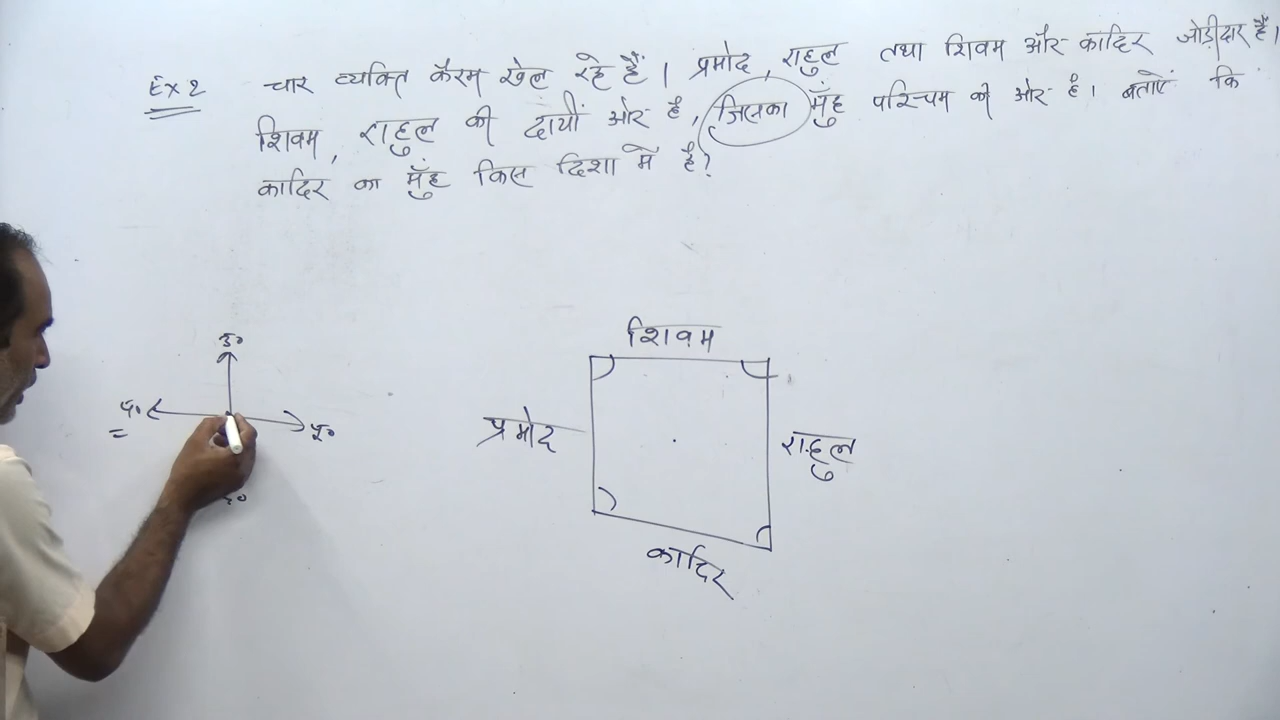 Ex 2 चार व्यक्ति कैरम खेल रहे हैं। प्रमोद, राहुल तथा शिवम और कादिर जोड़ीदार हैं।
शिवम, राहुल की दायीं ओर है, जिसका मुँह पश्चिम की ओर है। बताएं कि
कादिर का मुँह किस दिशा में है?
उ०
प०
पू०
द०
शिवम
प्रमोद
राहुल
कादिर